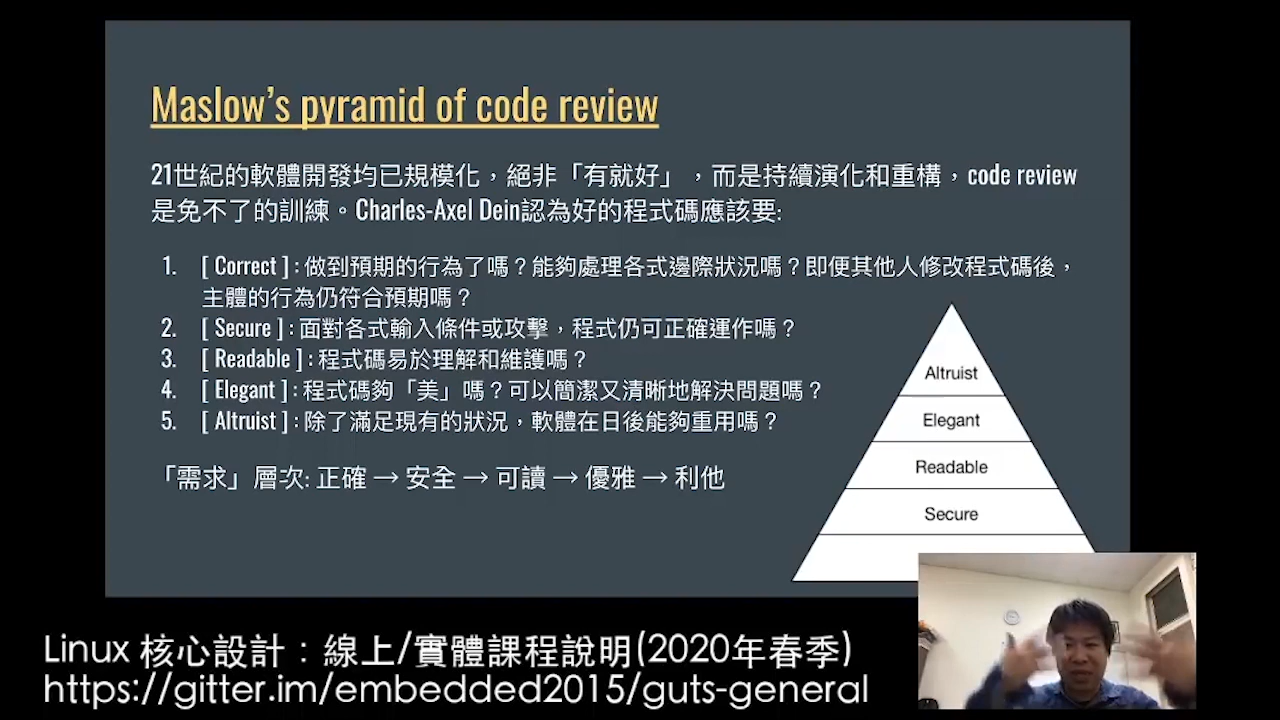 Maslow's pyramid of code review
21世紀的軟體開發均已規模化，絕非「有就好」，而是持續演化和重構，code review
是免不了的訓練。Charles-Axel Dein認為好的程式碼應該要:
1. [ Correct ] : 做到預期的行為了嗎？能夠處理各式邊際狀況嗎？即便其他人修改程式碼後，
主體的行為仍符合預期嗎？
2. [ Secure ] : 面對各式輸入條件或攻擊，程式仍可正確運作嗎？
3. [ Readable ] : 程式碼易於理解和維護嗎？
4. [ Elegant ] : 程式碼夠「美」嗎？可以簡潔又清晰地解決問題嗎？
5. [ Altruist ] : 除了滿足現有的狀況，軟體在日後能夠重用嗎？
「需求」層次: 正確 → 安全 → 可讀 → 優雅 → 利他
Altruist
Elegant
Readable
Secure
Linux 核心設計：線上/實體課程說明(2020年春季)
https://gitter.im/embedded2015/guts-general